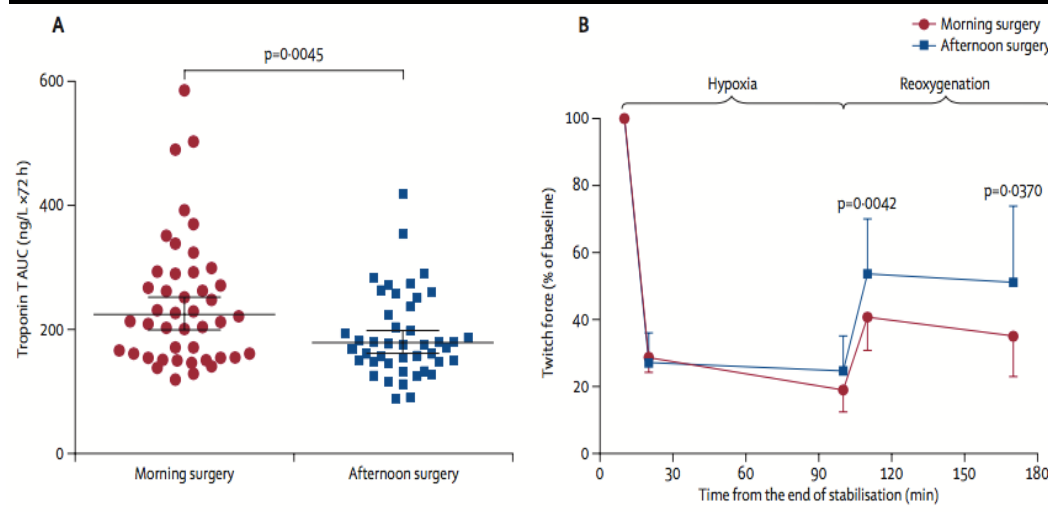 A
p=0·0045
600
400
200
0
Troponin T AUC (ng/L ×72 h)
Morning surgery
Afternoon surgery
B
Morning surgery
Afternoon surgery
Hypoxia
Reoxygenation
100
80
60
40
20
0
Twitch force (% of baseline)
p=0·0042
p=0·0370
0
30
60
90
120
150
180
Time from the end of stabilisation (min)